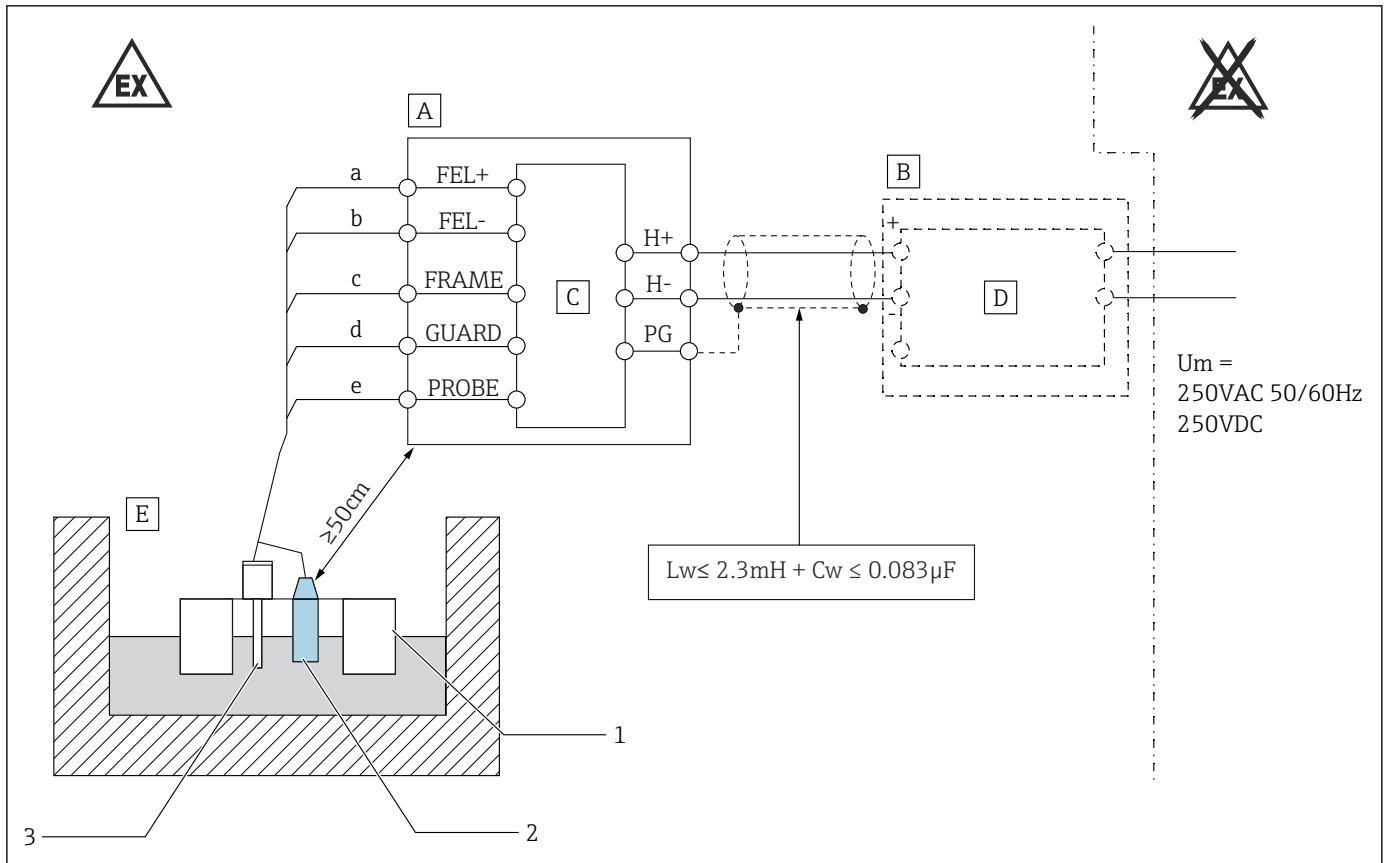 EX
EX
A
a
FEL+
b
FEL-
c
FRAME
d
GUARD
e
PROBE
C
H+
H-
PG
B
+
-
D
Um =
250VAC 50/60Hz
250VDC
E
≥50cm
Lw≤ 2.3mH + Cw ≤ 0.083µF
1
2
3